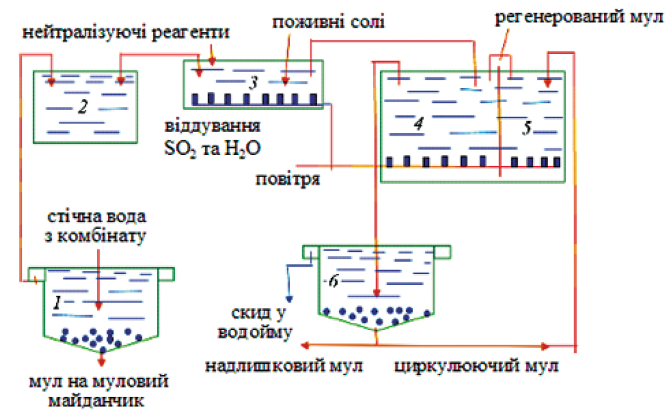 регенерований мул
нейтралізуючі реагенти
поживні солі
2
3
4
5
віддування
SO₂ та H₂O
повітря
стічна вода
з комбінату
1
6
скид у
водойму
надлишковий мул
циркулюючий мул
мул на муловий
майданчик